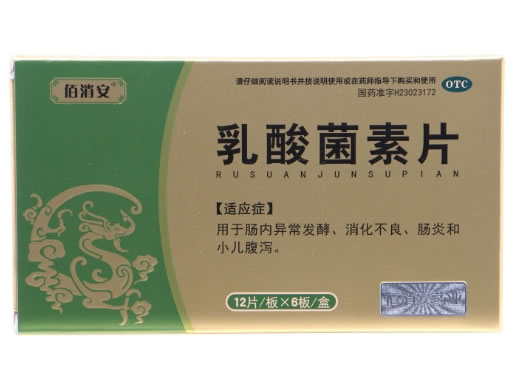 佰消安
请仔细阅读说明书并按说明使用或在药师指导下购买和使用
国药准字H23023172
OTC
乳酸菌素片
RUSUANJUNSUPIAN
【适应症】
用于肠内异常发酵、消化不良、肠炎和
小儿腹泻。
12片/板×6板/盒